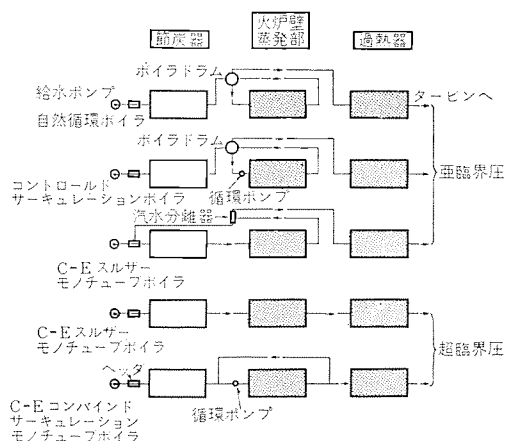 節炭器
火炉壁
蒸発部
過熱器
ボイラドラム
給水ポンプ
自然循環ボイラ
タービンへ
ボイラドラム
コントロールド
サーキュレーションボイラ
循環ポンプ
亜臨界圧
汽水分離器
C-Eスルザー
モノチューブボイラ
C-Eスルザー
モノチューブボイラ
超臨界圧
ヘッダ
C-Eコンバインド
サーキュレーション
モノチューブボイラ
循環ポンプ